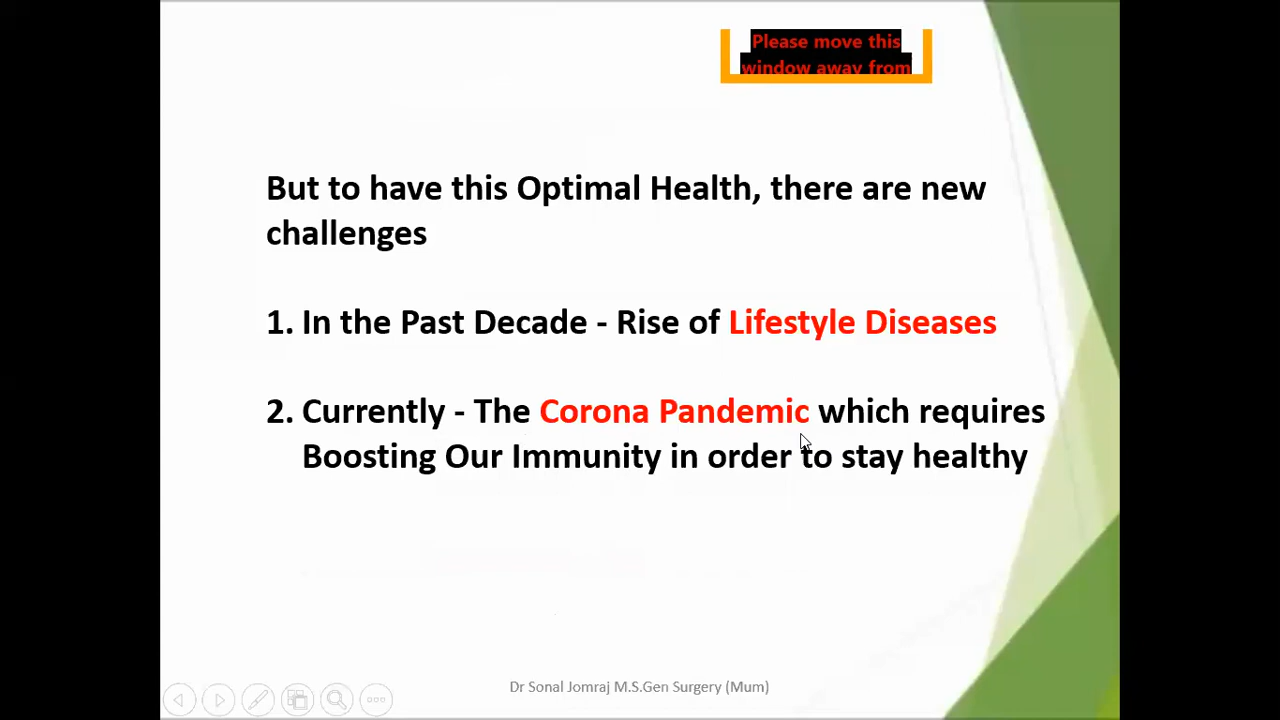 Please move this
window away from
But to have this Optimal Health, there are new
challenges
1. In the Past Decade - Rise of Lifestyle Diseases
2. Currently - The Corona Pandemic which requires
Boosting Our Immunity in order to stay healthy
Dr Sonal Jomraj M.S.Gen Surgery (Mum)